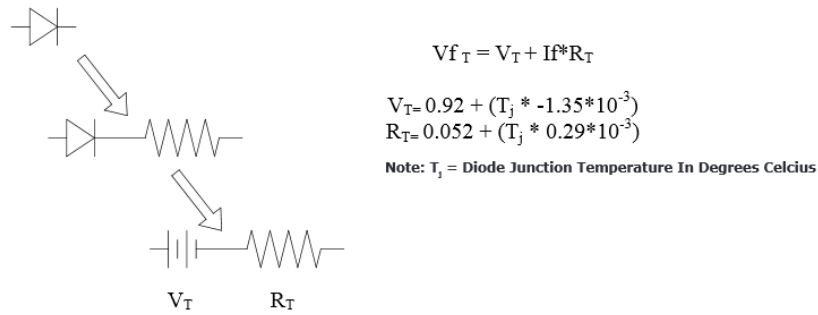 Vf T = VT + If*RT
VT= 0.92 + (Tj * -1.35*10-3)
RT= 0.052 + (Tj * 0.29*10-3)
Note: Tj = Diode Junction Temperature In Degrees Celcius
VT RT